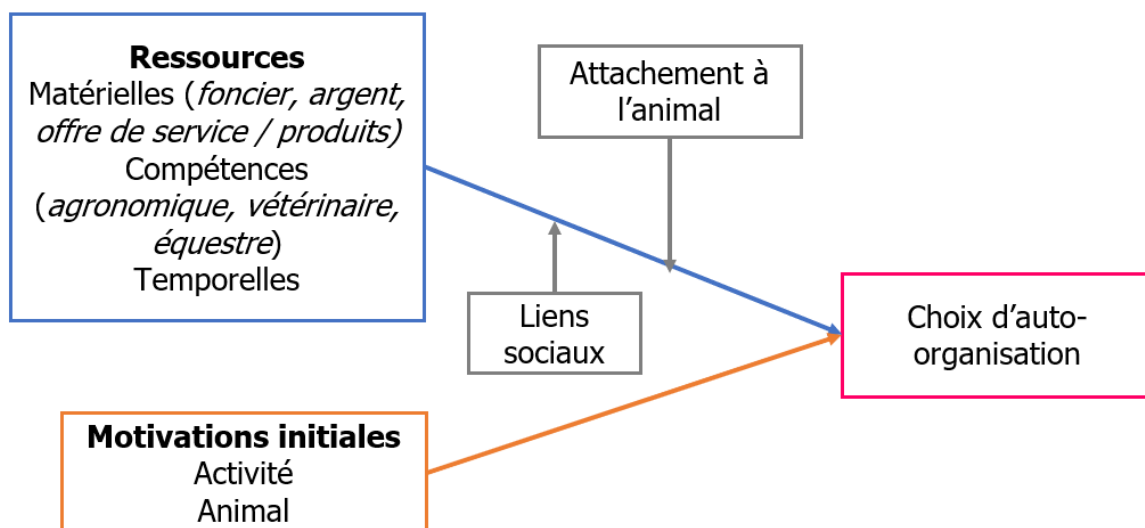 Ressources
Matérielles (foncier, argent,
offre de service / produits)
Compétences
(agronomique, vétérinaire,
équestre)
Temporelles
Attachement à
l’animal
Liens
sociaux
Choix d’auto-
organisation
Motivations initiales
Activité
Animal